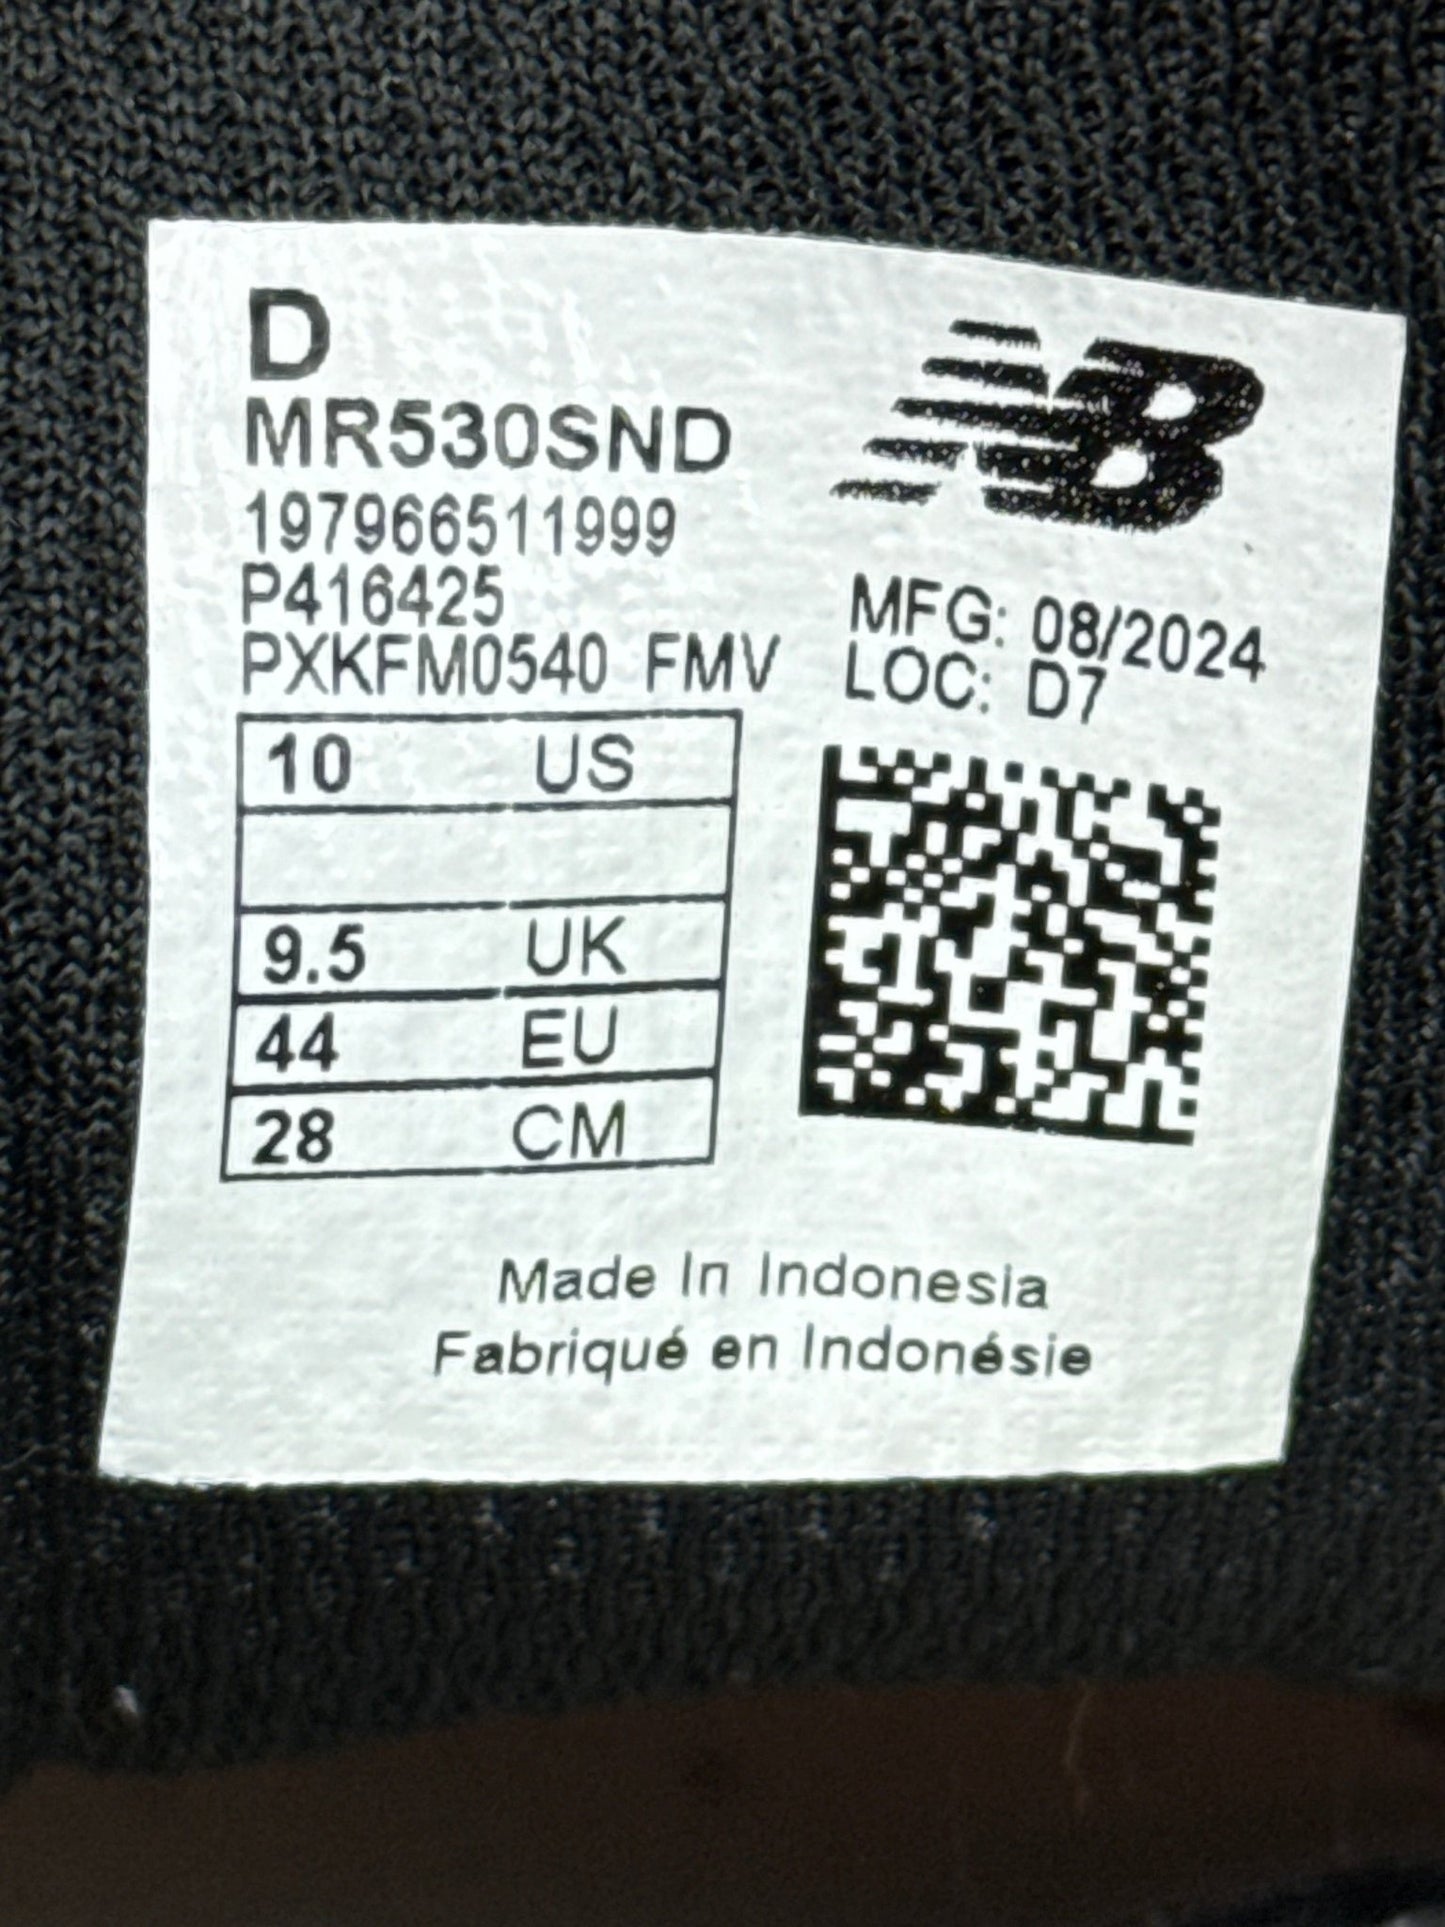 D
MR530SND
197966511999
P416425
PXKFM0540 FMV
NB
MFG: 08/2024
LOC: D7
10 US
9.5 UK
44 EU
28 CM
Made In Indonesia
Fabriqué en Indonésie